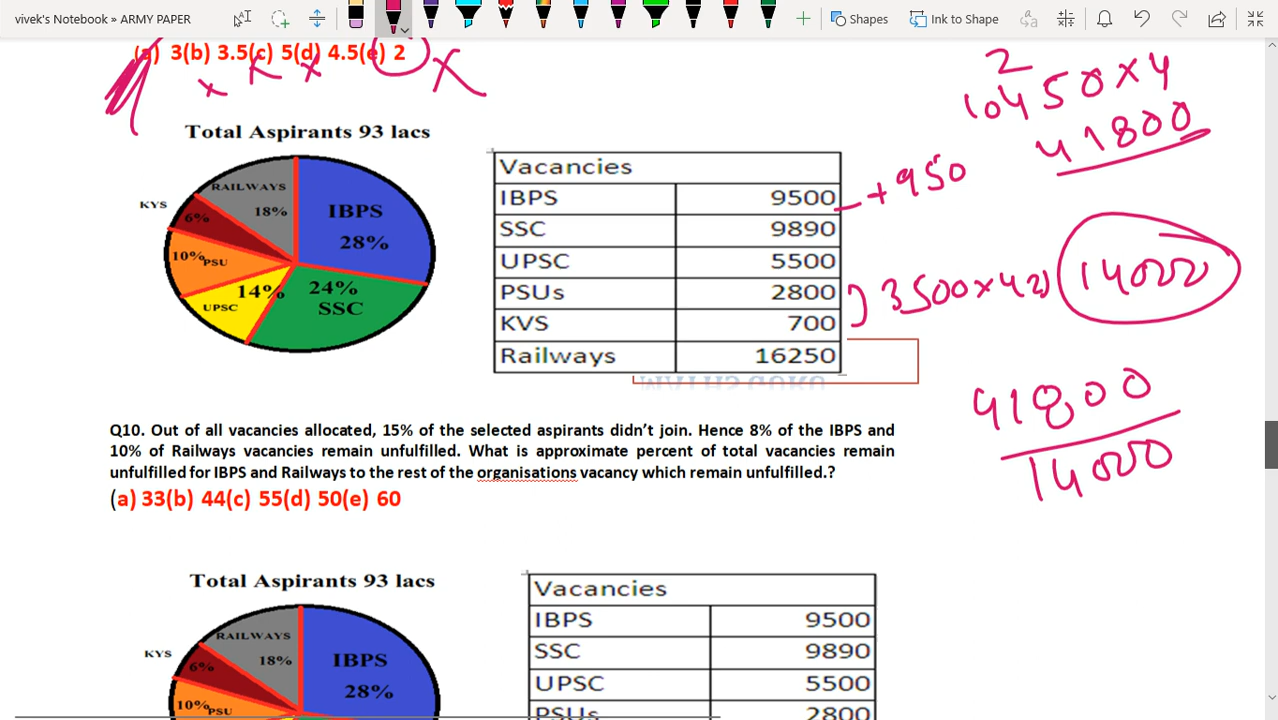 vivek's Notebook » ARMY PAPER
Shapes
Ink to Shape
(a) 3(b) 3.5(c) 5(d) 4.5(e) 2
2
10450×4
41800
Total Aspirants 93 lacs
RAILWAYS
18%
KYS
6%
IBPS
28%
10% PSU
14%
UPSC
24%
SSC
Vacancies
IBPS 9500
SSC 9890
UPSC 5500
PSUs 2800
KVS 700
Railways 16250
+950
3500×4
14000
41800
14000
Q10. Out of all vacancies allocated, 15% of the selected aspirants didn’t join. Hence 8% of the IBPS and
10% of Railways vacancies remain unfulfilled. What is approximate percent of total vacancies remain
unfulfilled for IBPS and Railways to the rest of the organisations vacancy which remain unfulfilled.?
(a) 33(b) 44(c) 55(d) 50(e) 60
Total Aspirants 93 lacs
RAILWAYS
18%
KYS
6%
IBPS
28%
10% PSU
Vacancies
IBPS 9500
SSC 9890
UPSC 5500
PSUs 2800